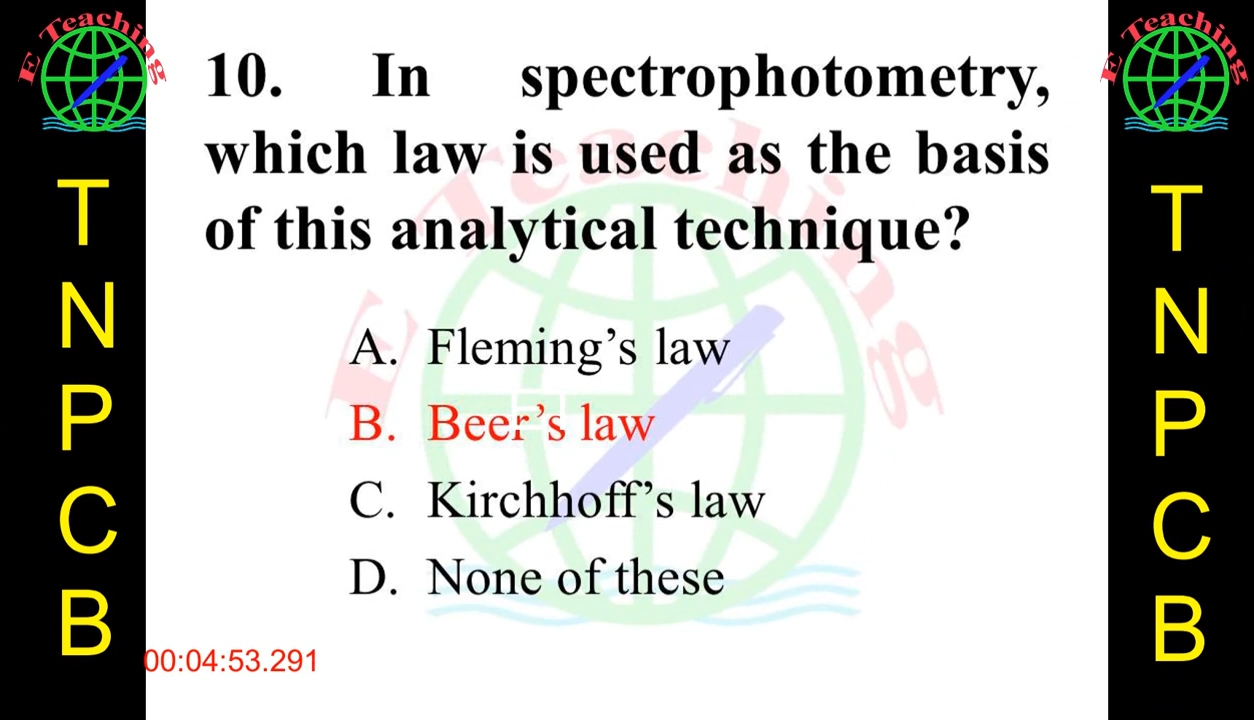 E Teaching
E Teaching
10. In spectrophotometry,
which law is used as the basis
of this analytical technique?
E Teaching
A. Fleming’s law
B. Beer’s law
C. Kirchhoff’s law
D. None of these
00:04:53.291
T
N
P
C
B
T
N
P
C
B